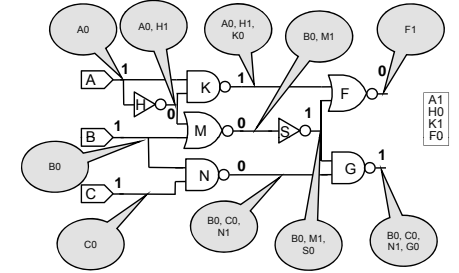 A0
A0, H1
A0, H1,
K0
B0, M1
F1
A
1
H
0
K
1
F
0
A1
H0
K1
F0
B
1
M
0
S
1
B0
N
0
G
1
C
1
C0
B0, C0,
N1
B0, M1,
S0
B0, C0,
N1, G0